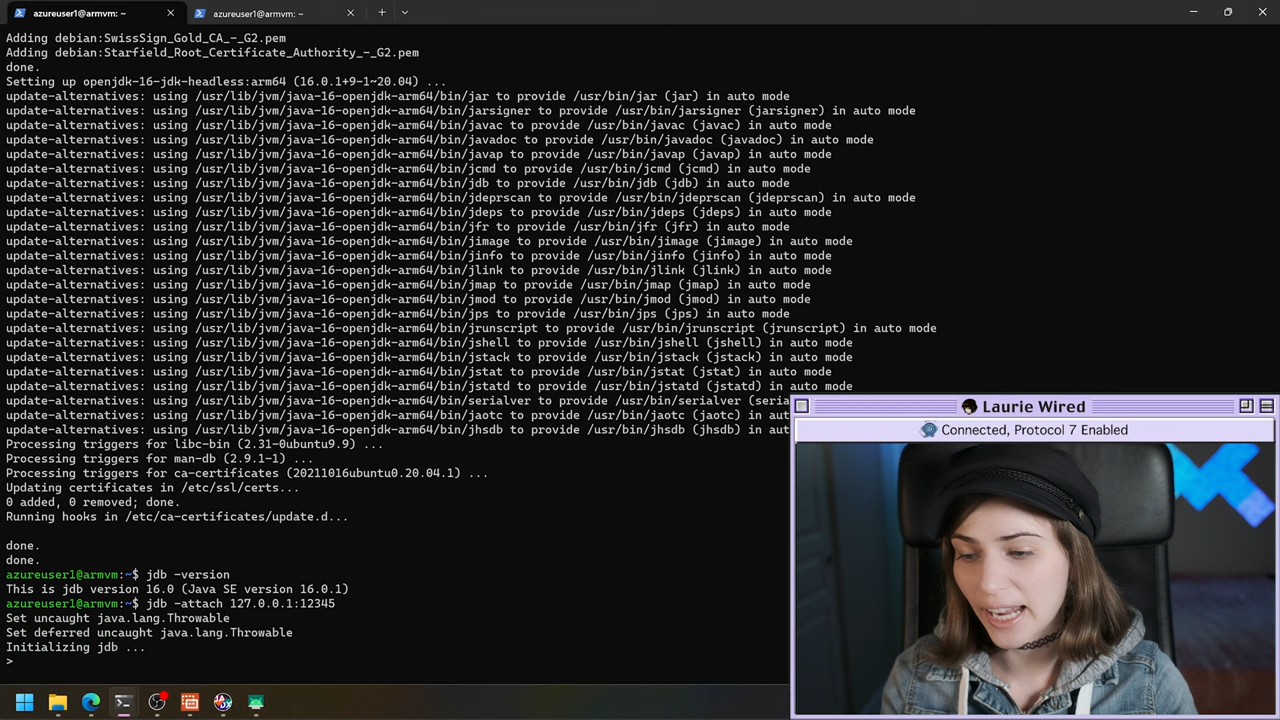 azureuser1@armvm: ~
azureuser1@armvm: ~
Adding debian:SwissSign_Gold_CA_-_G2.pem
Adding debian:Starfield_Root_Certificate_Authority_-_G2.pem
done.
Setting up openjdk-16-jdk-headless:arm64 (16.0.1+9-1~20.04) ...
update-alternatives: using /usr/lib/jvm/java-16-openjdk-arm64/bin/jar to provide /usr/bin/jar (jar) in auto mode
update-alternatives: using /usr/lib/jvm/java-16-openjdk-arm64/bin/jarsigner to provide /usr/bin/jarsigner (jarsigner) in auto mode
update-alternatives: using /usr/lib/jvm/java-16-openjdk-arm64/bin/javac to provide /usr/bin/javac (javac) in auto mode
update-alternatives: using /usr/lib/jvm/java-16-openjdk-arm64/bin/javadoc to provide /usr/bin/javadoc (javadoc) in auto mode
update-alternatives: using /usr/lib/jvm/java-16-openjdk-arm64/bin/javap to provide /usr/bin/javap (javap) in auto mode
update-alternatives: using /usr/lib/jvm/java-16-openjdk-arm64/bin/jcmd to provide /usr/bin/jcmd (jcmd) in auto mode
update-alternatives: using /usr/lib/jvm/java-16-openjdk-arm64/bin/jdb to provide /usr/bin/jdb (jdb) in auto mode
update-alternatives: using /usr/lib/jvm/java-16-openjdk-arm64/bin/jdeprscan to provide /usr/bin/jdeprscan (jdeprscan) in auto mode
update-alternatives: using /usr/lib/jvm/java-16-openjdk-arm64/bin/jdeps to provide /usr/bin/jdeps (jdeps) in auto mode
update-alternatives: using /usr/lib/jvm/java-16-openjdk-arm64/bin/jfr to provide /usr/bin/jfr (jfr) in auto mode
update-alternatives: using /usr/lib/jvm/java-16-openjdk-arm64/bin/jimage to provide /usr/bin/jimage (jimage) in auto mode
update-alternatives: using /usr/lib/jvm/java-16-openjdk-arm64/bin/jinfo to provide /usr/bin/jinfo (jinfo) in auto mode
update-alternatives: using /usr/lib/jvm/java-16-openjdk-arm64/bin/jlink to provide /usr/bin/jlink (jlink) in auto mode
update-alternatives: using /usr/lib/jvm/java-16-openjdk-arm64/bin/jmap to provide /usr/bin/jmap (jmap) in auto mode
update-alternatives: using /usr/lib/jvm/java-16-openjdk-arm64/bin/jmod to provide /usr/bin/jmod (jmod) in auto mode
update-alternatives: using /usr/lib/jvm/java-16-openjdk-arm64/bin/jps to provide /usr/bin/jps (jps) in auto mode
update-alternatives: using /usr/lib/jvm/java-16-openjdk-arm64/bin/jrunscript to provide /usr/bin/jrunscript (jrunscript) in auto mode
update-alternatives: using /usr/lib/jvm/java-16-openjdk-arm64/bin/jshell to provide /usr/bin/jshell (jshell) in auto mode
update-alternatives: using /usr/lib/jvm/java-16-openjdk-arm64/bin/jstack to provide /usr/bin/jstack (jstack) in auto mode
update-alternatives: using /usr/lib/jvm/java-16-openjdk-arm64/bin/jstat to provide /usr/bin/jstat (jstat) in auto mode
update-alternatives: using /usr/lib/jvm/java-16-openjdk-arm64/bin/jstatd to provide /usr/bin/jstatd (jstatd) in auto mode
update-alternatives: using /usr/lib/jvm/java-16-openjdk-arm64/bin/serialver to provide /usr/bin/serialver (seria
update-alternatives: using /usr/lib/jvm/java-16-openjdk-arm64/bin/jaotc to provide /usr/bin/jaotc (jaotc) in aut
update-alternatives: using /usr/lib/jvm/java-16-openjdk-arm64/bin/jhsdb to provide /usr/bin/jhsdb (jhsdb) in aut
Processing triggers for libc-bin (2.31-0ubuntu9.9) ...
Processing triggers for man-db (2.9.1-1) ...
Processing triggers for ca-certificates (20211016ubuntu0.20.04.1) ...
Updating certificates in /etc/ssl/certs...
0 added, 0 removed; done.
Running hooks in /etc/ca-certificates/update.d...
done.
done.
azureuser1@armvm:~$ jdb -version
This is jdb version 16.0 (Java SE version 16.0.1)
azureuser1@armvm:~$ jdb -attach 127.0.0.1:12345
Set uncaught java.lang.Throwable
Set deferred uncaught java.lang.Throwable
Initializing jdb ...
>
Laurie Wired
Connected, Protocol 7 Enabled